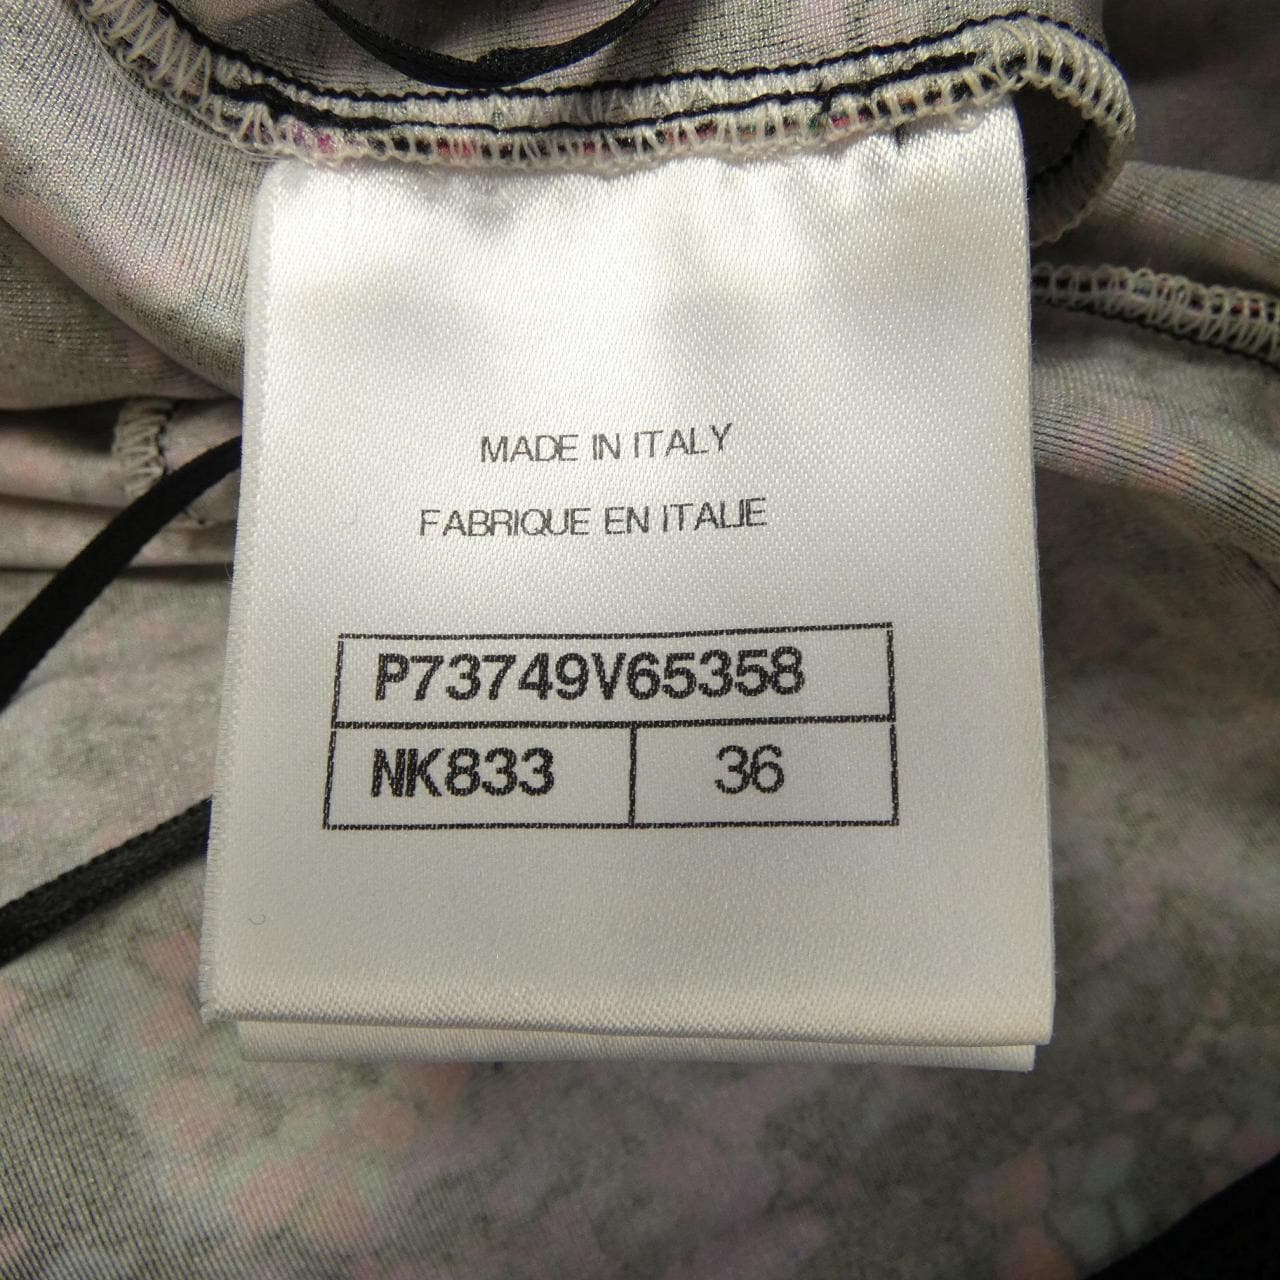 MADE IN ITALY
FABRIQUE EN ITALIE
P73749V65358
NK833 36